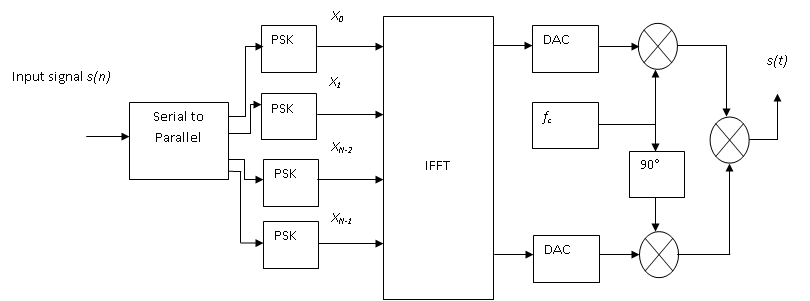 Input signal s(n)
Serial to
Parallel
PSK
X0
PSK
X1
PSK
XN-2
PSK
XN-1
IFFT
DAC
fc
90°
DAC
s(t)